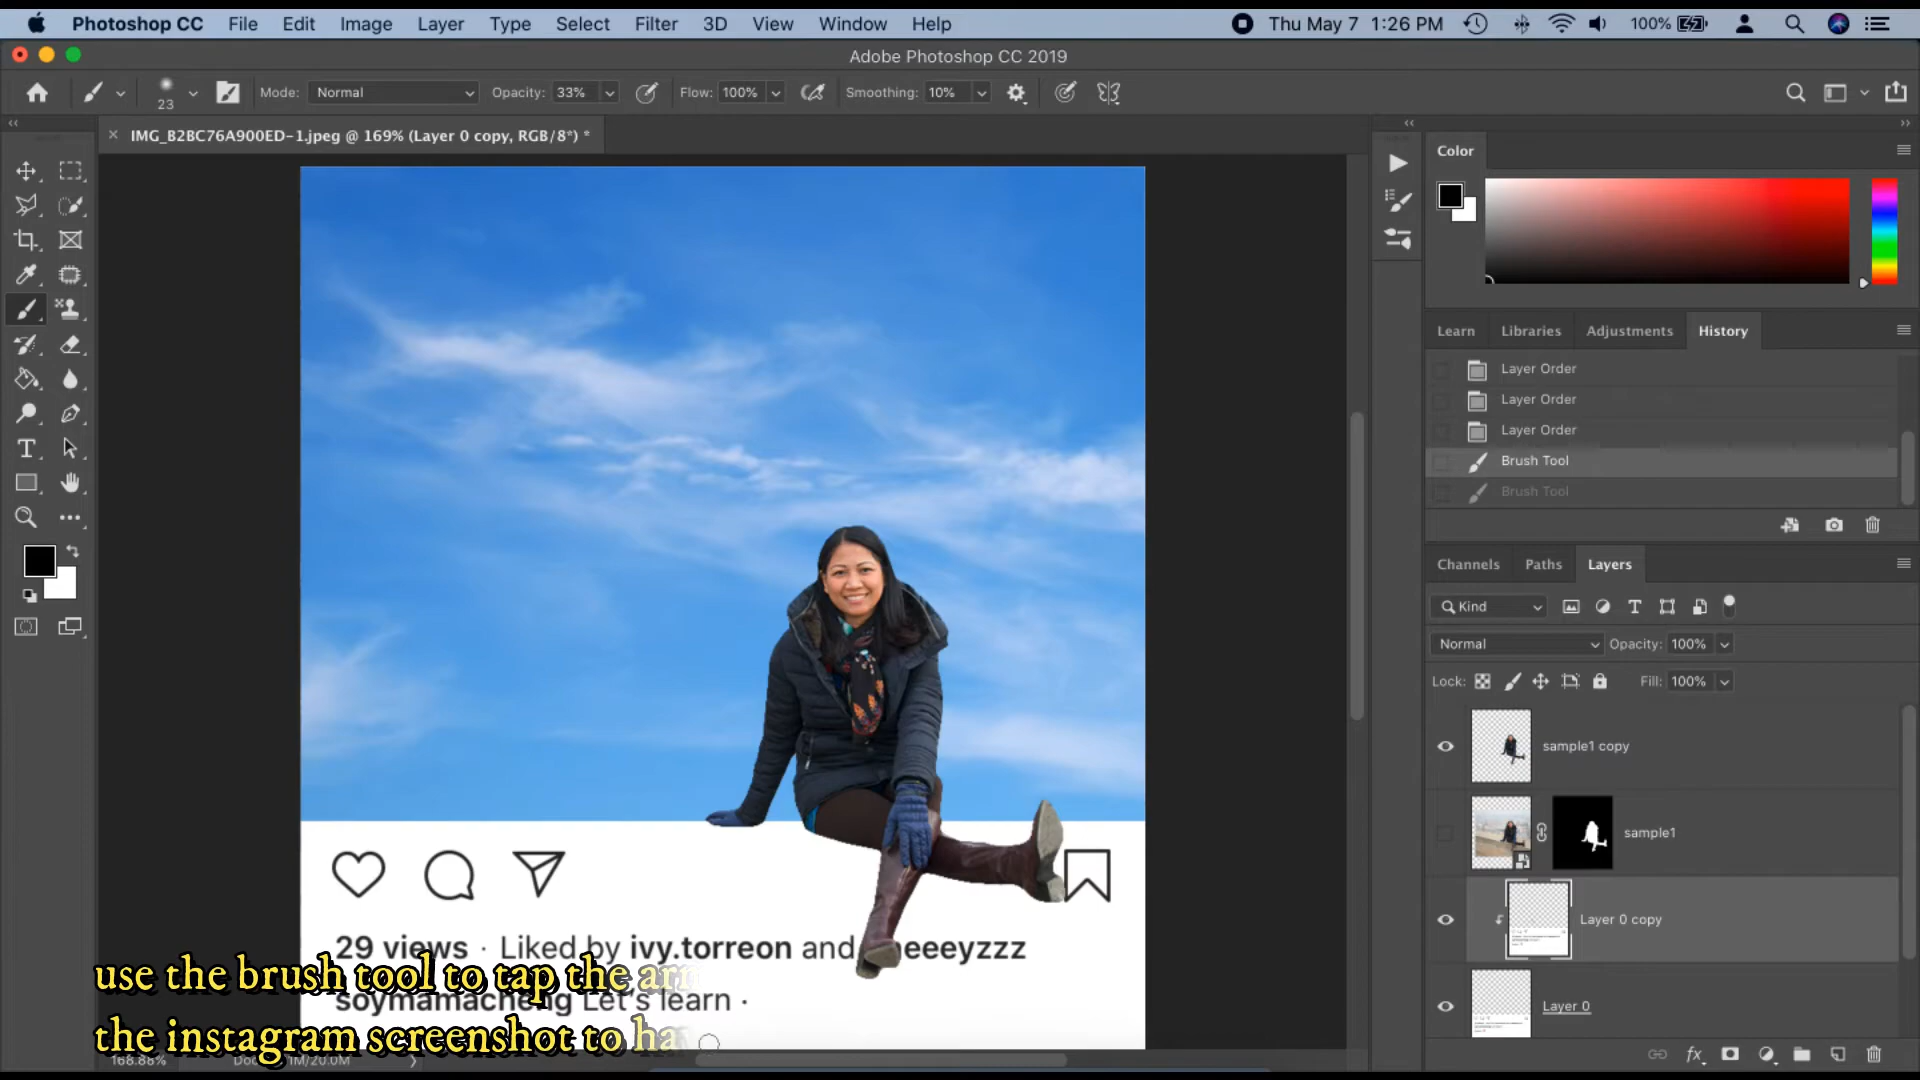 Photoshop CC File Edit Image Layer Type Select Filter 3D View Window Help Thu May 7 1:26 PM 100%
Adobe Photoshop CC 2019
23 Mode: Normal Opacity: 33% Flow: 100% Smoothing: 10%
IMG_B2BC76A900ED-1.jpeg @ 169% (Layer 0 copy, RGB/8*) *
Color
Learn Libraries Adjustments History
Layer Order
Layer Order
Layer Order
Brush Tool
Brush Tool
Channels Paths Layers
Kind
Normal Opacity: 100%
Lock: Fill: 100%
sample1 copy
sample1
Layer 0 copy
Layer 0
29 views · Liked by ivy.torreon and eeeyzzz
soymamacheng Let's learn ·
use the brush tool to tap the
the instagram screenshot to
168.88%